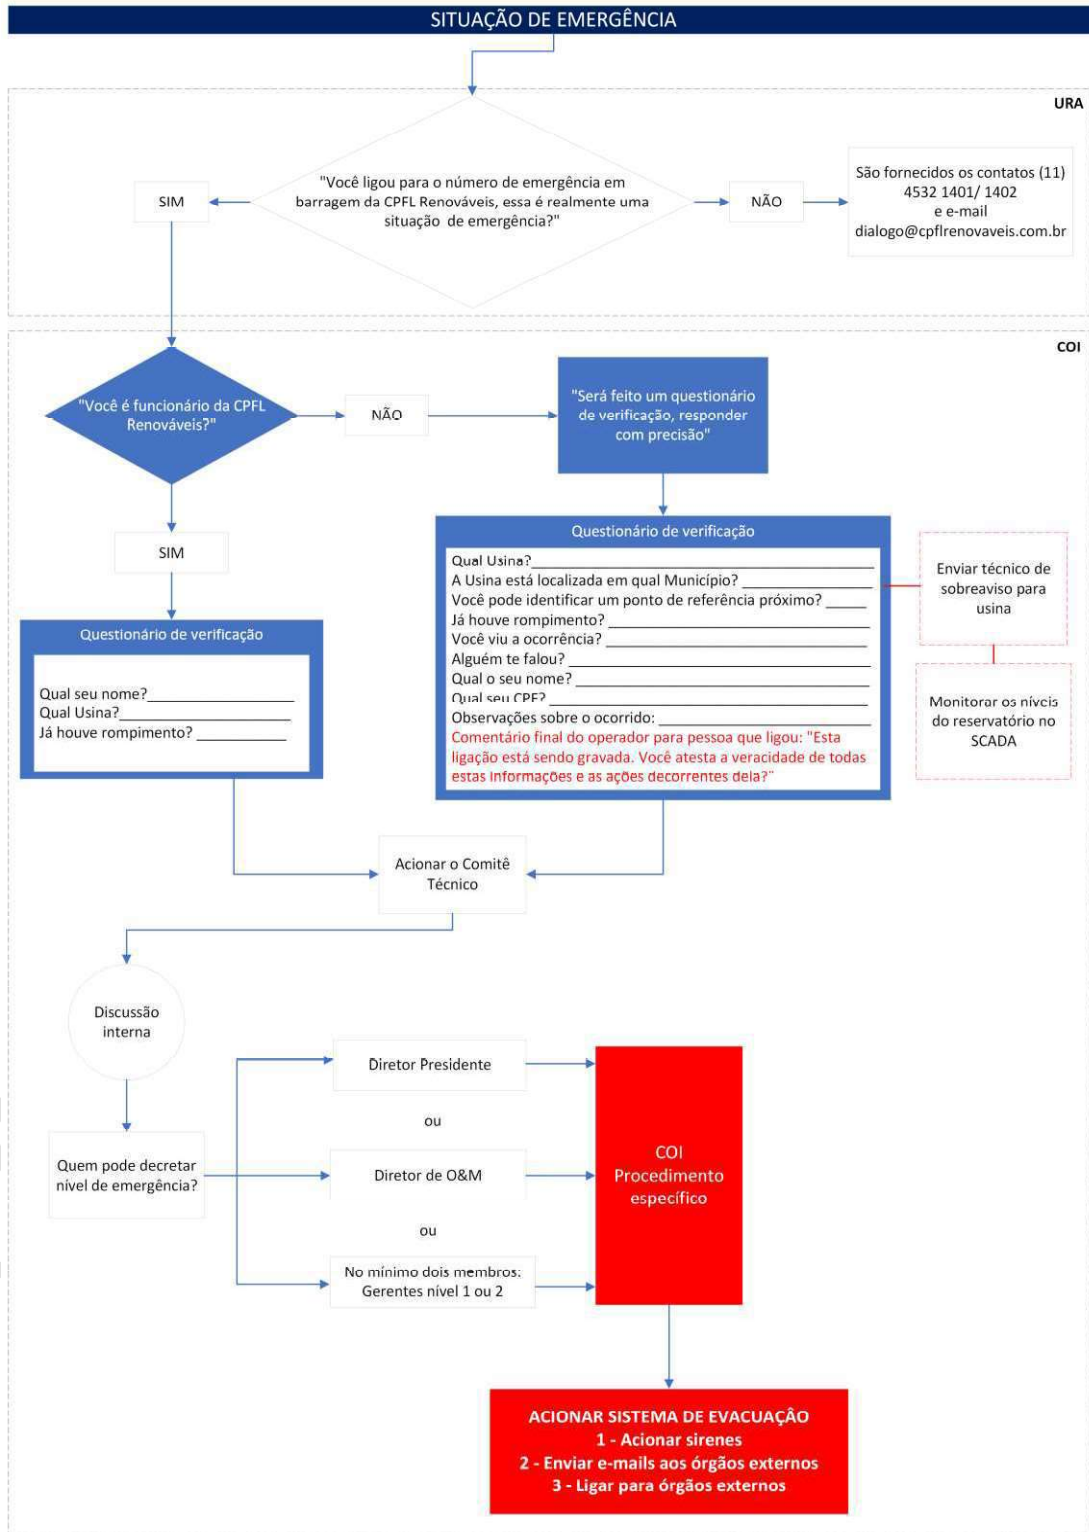 SITUAÇÃO DE EMERGÊNCIA
URA
"Você ligou para o número de emergência em
barragem da CPFL Renováveis, essa é realmente uma
situação de emergência?"
SIM
NÃO
São fornecidos os contatos (11)
4532 1401/ 1402
e e-mail
dialogo@cpflrenovaveis.com.br
COI
"Você é funcionário da CPFL
Renováveis?"
NÃO
"Será feito um questionário
de verificação, responder
com precisão"
SIM
Questionário de verificação
Qual seu nome?
Qual Usina?
Já houve rompimento?
Questionário de verificação
Qual Usina?
A Usina está localizada em qual Município?
Você pode identificar um ponto de referência próximo?
Já houve rompimento?
Você viu a ocorrência?
Alguém te falou?
Qual o seu nome?
Qual seu CPF?
Observações sobre o ocorrido:
Comentário final do operador para pessoa que ligou: "Esta
ligação está sendo gravada. Você atesta a veracidade de todas
estas informações e as ações decorrentes dela?"
Enviar técnico de
sobreaviso para
usina
Monitorar os níveis
do reservatório no
SCADA
Acionar o Comitê
Técnico
Discussão
interna
Quem pode decretar
nível de emergência?
Diretor Presidente
ou
Diretor de O&M
ou
No mínimo dois membros:
Gerentes nível 1 ou 2
COI
Procedimento
específico
ACIONAR SISTEMA DE EVACUAÇÂO
1 - Acionar sirenes
2 - Enviar e-mails aos órgãos externos
3 - Ligar para órgãos externos